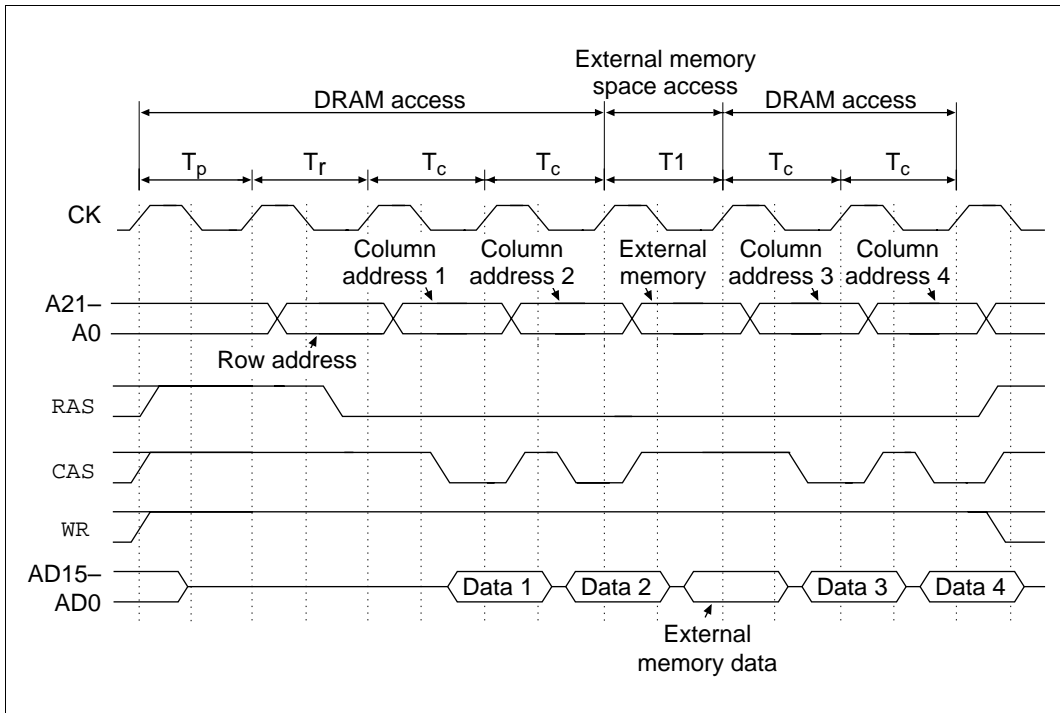 External memory
space access
DRAM access
DRAM access
Tp
Tr
Tc
Tc
T1
Tc
Tc
CK
Column
address 1
Column
address 2
External
memory
Column
address 3
Column
address 4
A21–
A0
Row address
RAS
CAS
WR
AD15–
AD0
Data 1
Data 2
Data 3
Data 4
External
memory data